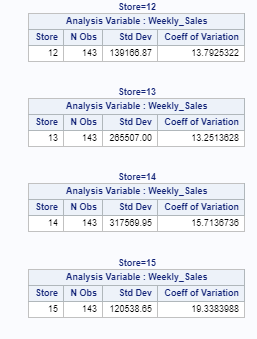 Store=12
Analysis Variable : Weekly_Sales
Store N Obs Std Dev Coeff of Variation
12 143 139166.87 13.7925322
Store=13
Analysis Variable : Weekly_Sales
Store N Obs Std Dev Coeff of Variation
13 143 265507.00 13.2513628
Store=14
Analysis Variable : Weekly_Sales
Store N Obs Std Dev Coeff of Variation
14 143 317569.95 15.7136736
Store=15
Analysis Variable : Weekly_Sales
Store N Obs Std Dev Coeff of Variation
15 143 120538.65 19.3383988